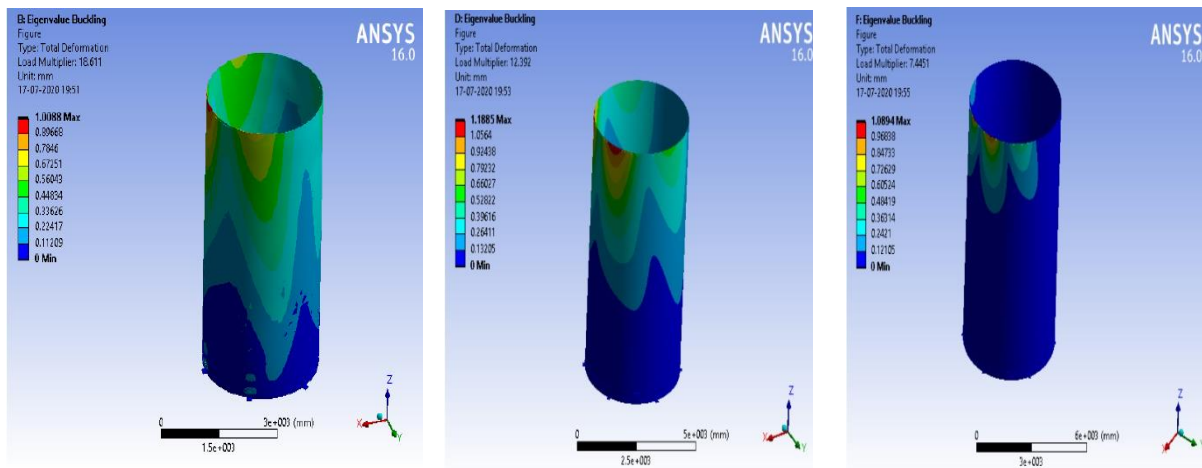 B: Eigenvalue Buckling
Figure
Type: Total Deformation
Load Multiplier: 18.611
Unit: mm
17-07-2020 19:51
ANSYS
16.0
1.0088 Max
0.89668
0.7846
0.67251
0.56043
0.44834
0.33626
0.22417
0.11209
0 Min
Z
X
Y
0
3e+003 (mm)
1.5e+003
D: Eigenvalue Buckling
Figure
Type: Total Deformation
Load Multiplier: 12.392
Unit: mm
17-07-2020 19:53
ANSYS
16.0
1.1885 Max
1.0564
0.92438
0.79232
0.66027
0.52822
0.39616
0.26411
0.13205
0 Min
Z
X
Y
0
5e+003 (mm)
2.5e+003
F: Eigenvalue Buckling
Figure
Type: Total Deformation
Load Multiplier: 7.4451
Unit: mm
17-07-2020 19:55
ANSYS
16.0
1.0894 Max
0.96838
0.84733
0.72629
0.60524
0.48419
0.36314
0.2421
0.12105
0 Min
Z
X
Y
0
6e+003 (mm)
3e+003